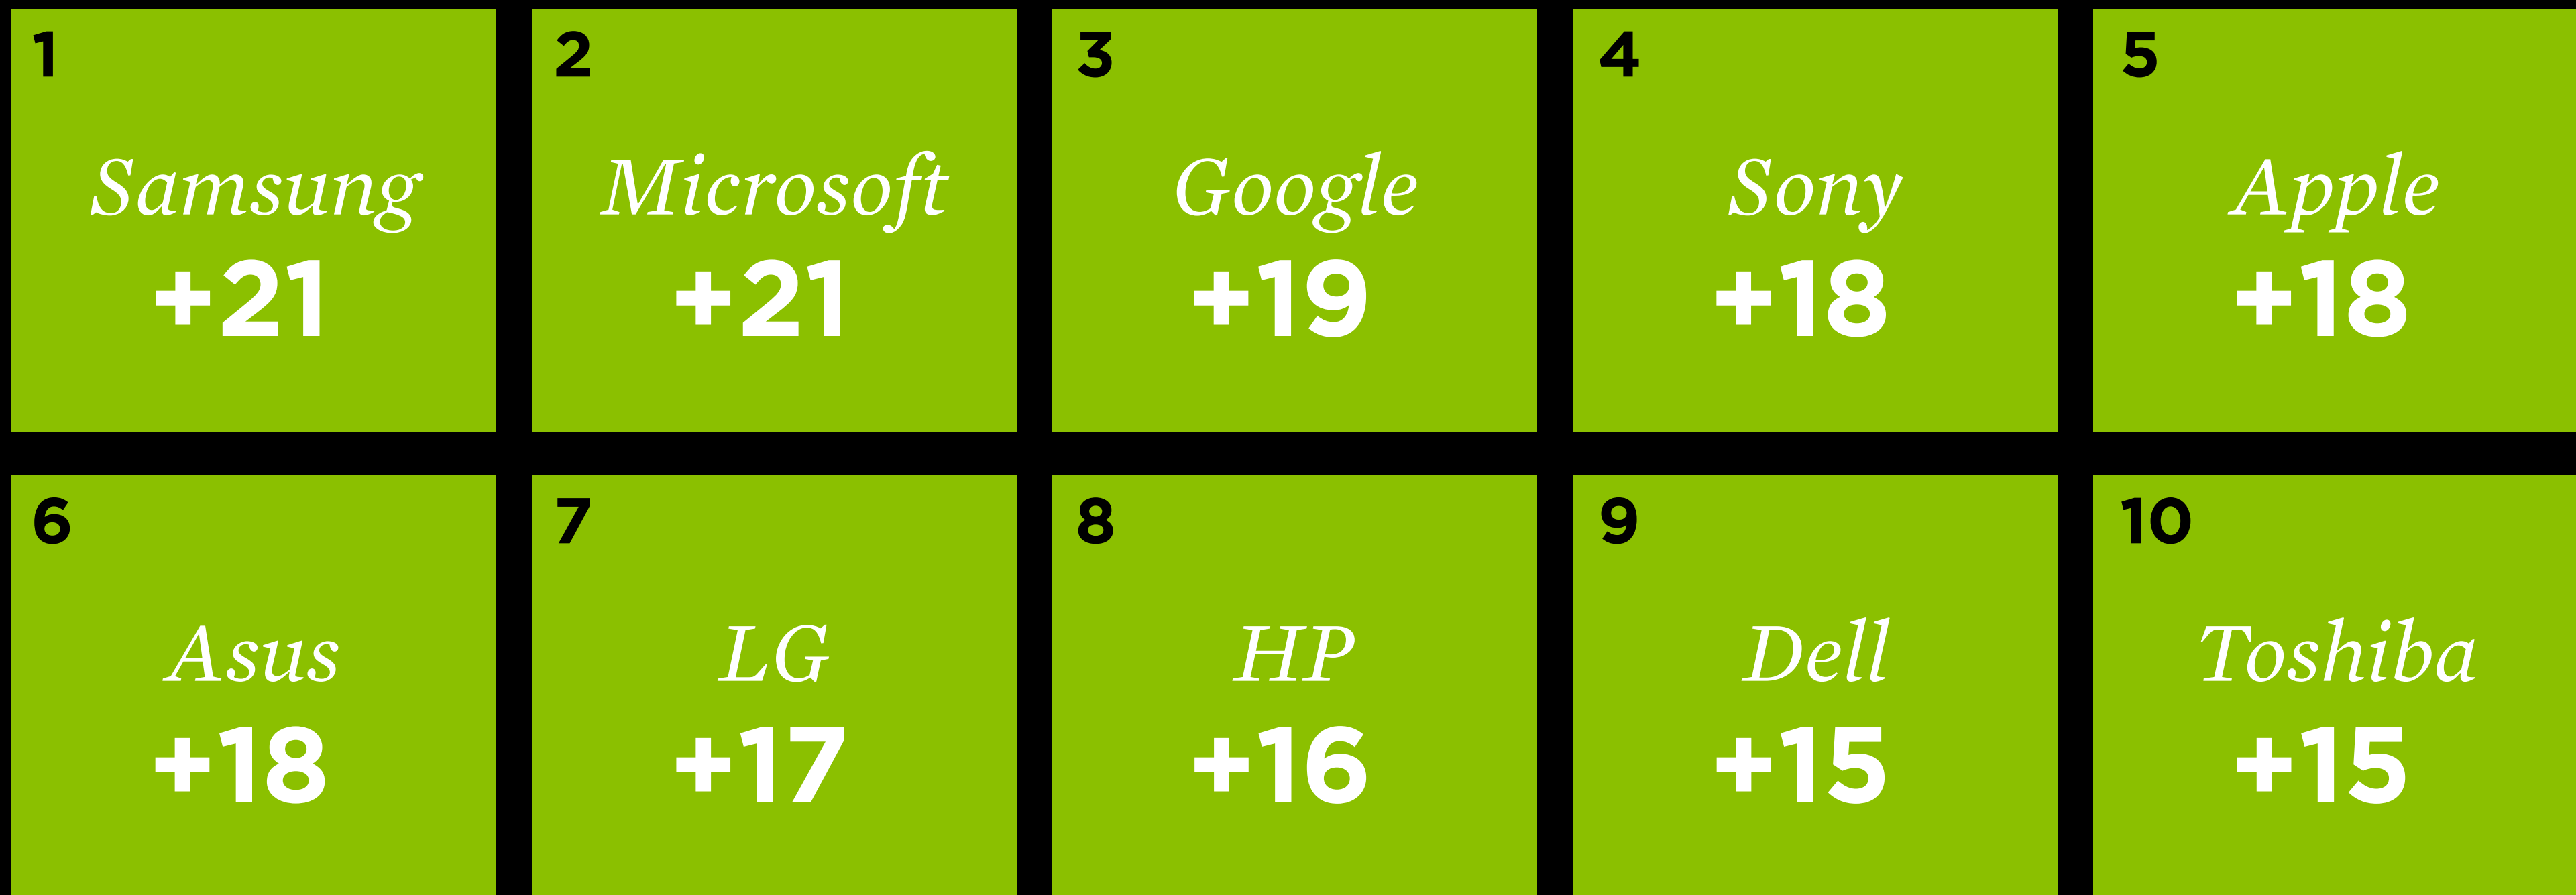 1
Samsung
+21
2
Microsoft
+21
3
Google
+19
4
Sony
+18
5
Apple
+18
6
Asus
+18
7
LG
+17
8
HP
+16
9
Dell
+15
10
Toshiba
+15